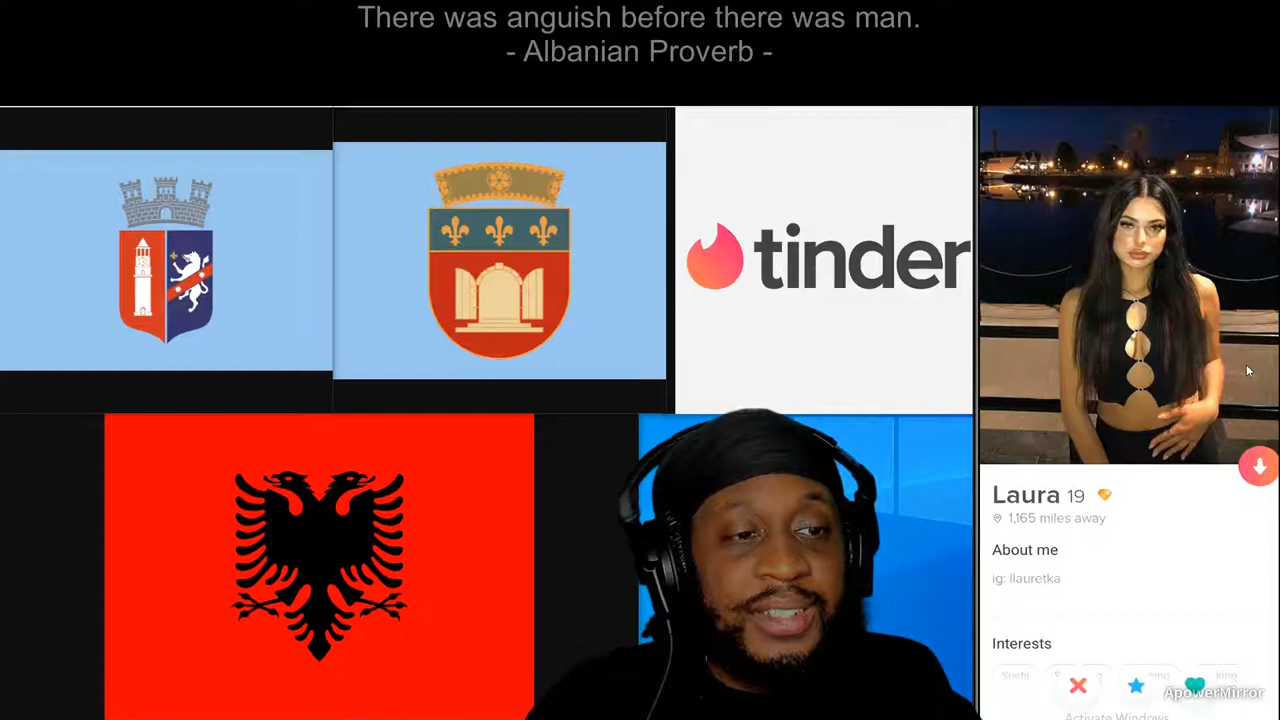 There was anguish before there was man.
- Albanian Proverb -
tinder
Laura 19
1,165 miles away
About me
ig: llauretka
Interests
Sushi
ApowerMirror
Activate Windows